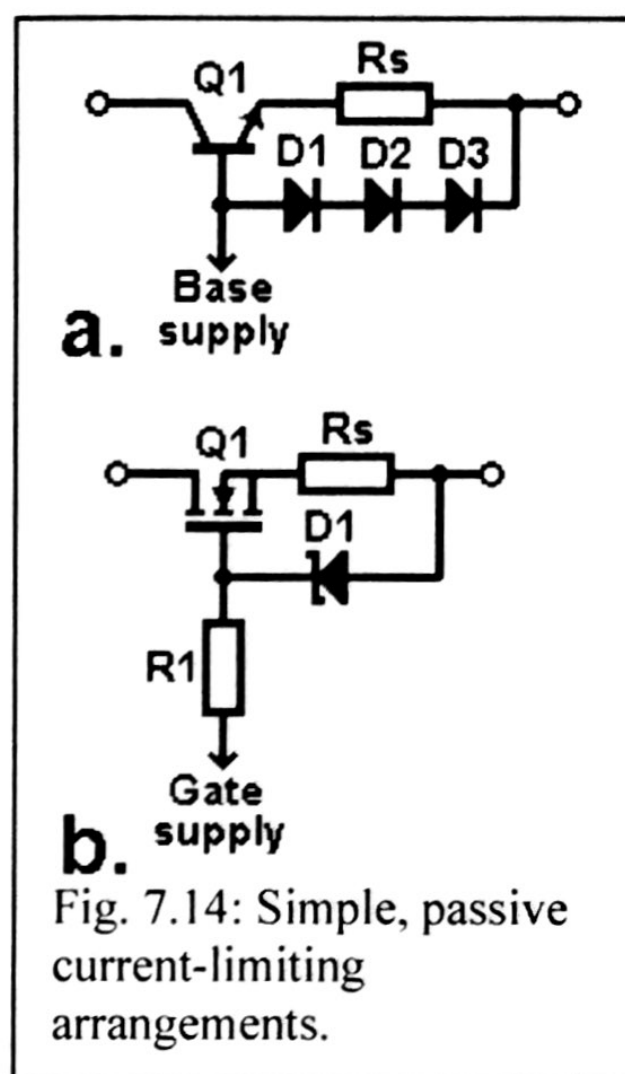 Q1
Rs
D1 D2 D3
Base
supply
a.
Q1
Rs
D1
R1
Gate
supply
b.
Fig. 7.14: Simple, passive
current-limiting
arrangements.